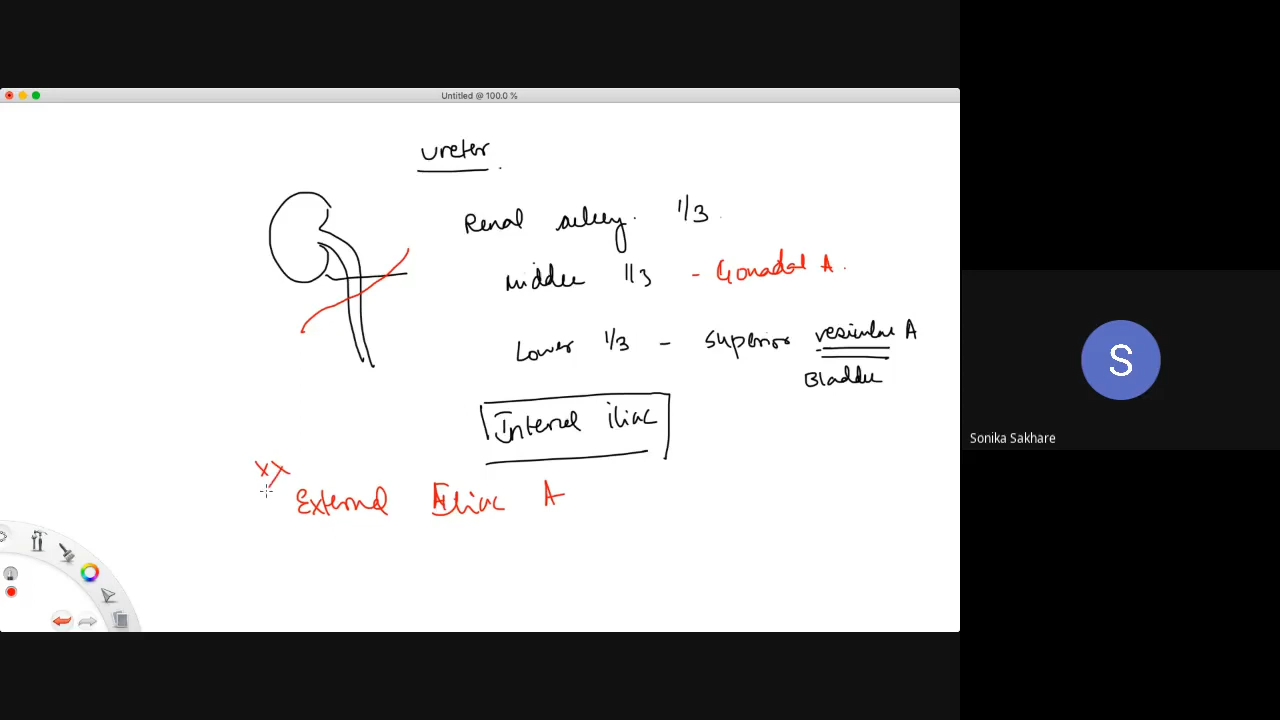 Untitled @ 100.0 %
Ureter
Renal artery. 1/3
middle 1/3 - Gonadal A.
Lower 1/3 - Superior vesicular A
Bladder
Internal iliac
Sonika Sakhare
S
XX
External Iliac A